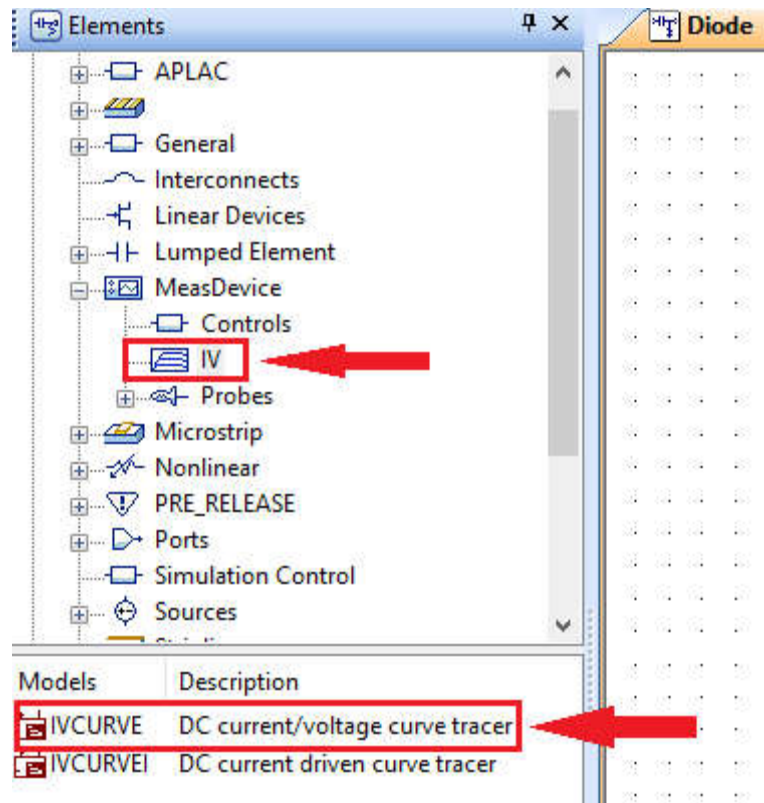 Elements
Diode
APLAC
General
Interconnects
Linear Devices
Lumped Element
MeasDevice
Controls
IV
Probes
Microstrip
Nonlinear
PRE_RELEASE
Ports
Simulation Control
Sources
Models Description
IVCURVE DC current/voltage curve tracer
IVCURVEI DC current driven curve tracer